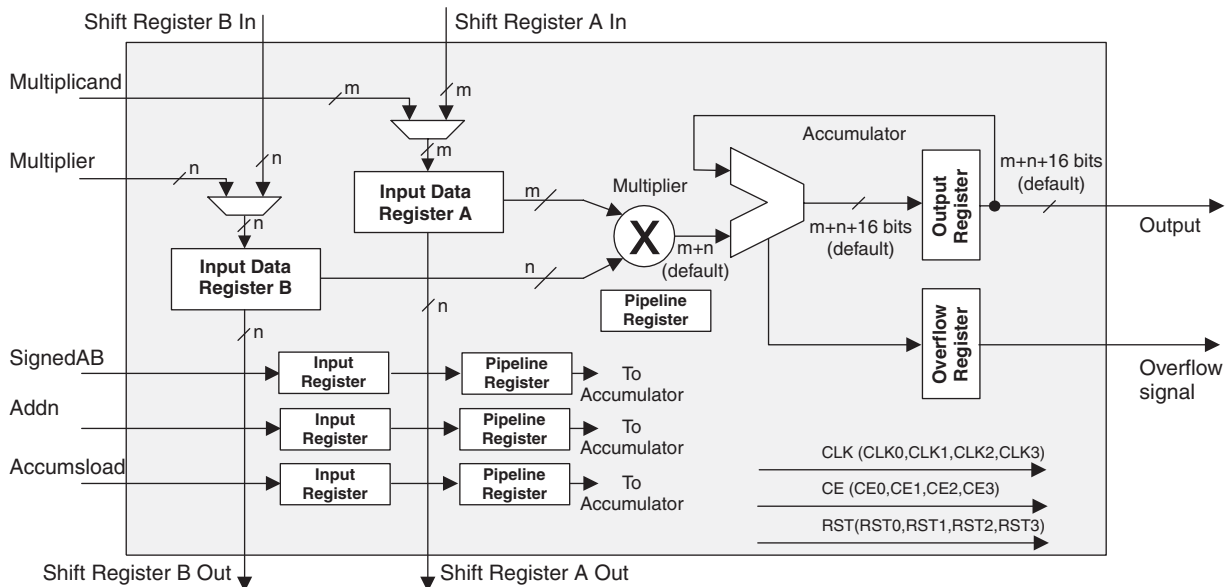 Shift Register B In
Shift Register A In
Multiplicand
m
m
Multiplier
n
n
m
n
Input Data
Register A
m
Input Data
Register B
n
n
n
Multiplier
X
m+n
(default)
Pipeline
Register
Accumulator
m+n+16 bits
(default)
Output
Register
m+n+16 bits
(default)
Output
Overflow
Register
Overflow
signal
SignedAB
Input
Register
Pipeline
Register
To
Accumulator
Addn
Input
Register
Pipeline
Register
To
Accumulator
Accumsload
Input
Register
Pipeline
Register
To
Accumulator
CLK (CLK0,CLK1,CLK2,CLK3)
CE (CE0,CE1,CE2,CE3)
RST(RST0,RST1,RST2,RST3)
Shift Register B Out
Shift Register A Out